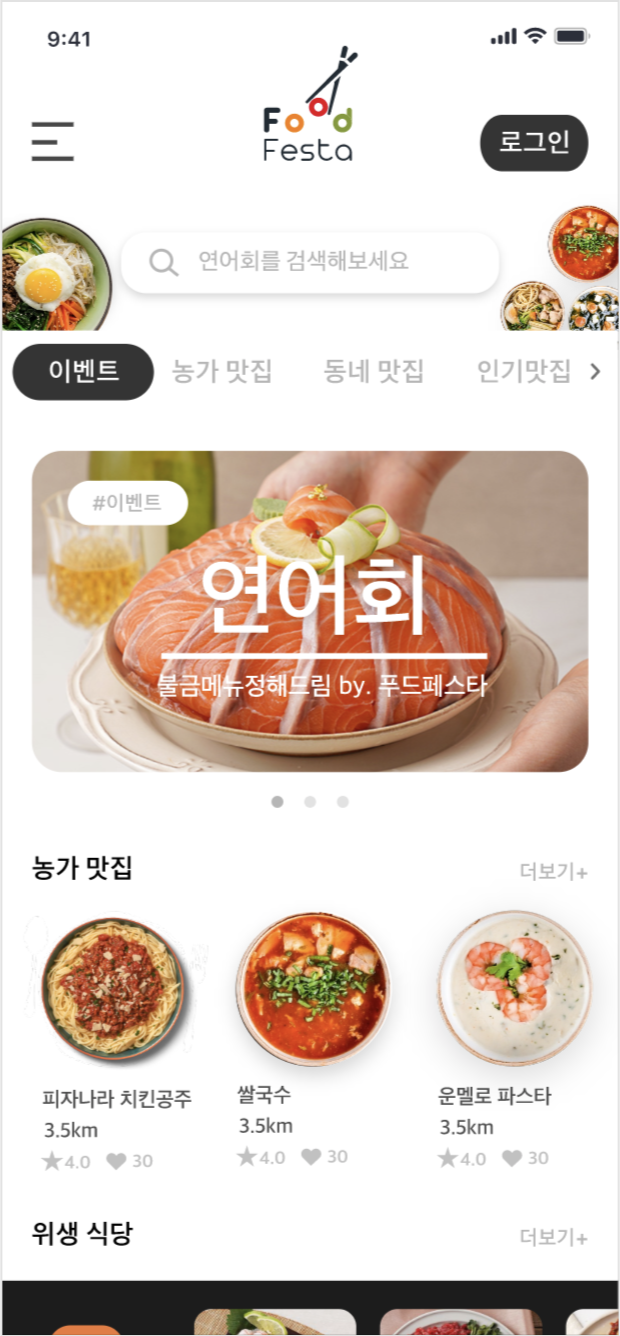 9:41
Food
Festa
로그인
연어회를 검색해보세요
이벤트 농가 맛집 동네 맛집 인기맛집
#이벤트
연어회
불금메뉴정해드림 by. 푸드페스타
농가 맛집 더보기+
피자나라 치킨공주 쌀국수 운멜로 파스타
3.5km 3.5km 3.5km
4.0 30 4.0 30 4.0 30
위생 식당 더보기+